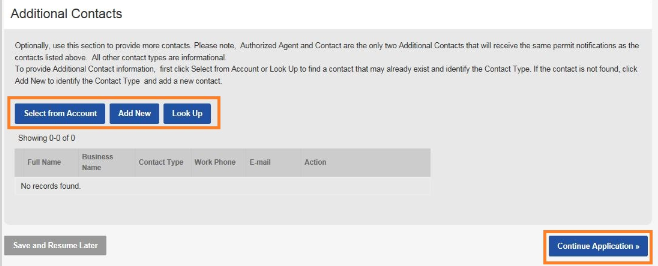 Additional Contacts
Optionally, use this section to provide more contacts. Please note, Authorized Agent and Contact are the only two Additional Contacts that will receive the same permit notifications as the
contacts listed above. All other contact types are informational.
To provide Additional Contact information, first click Select from Account or Look Up to find a contact that may already exist and identify the Contact Type. If the contact is not found, click
Add New to identify the Contact Type and add a new contact.
Select from Account Add New Look Up
Showing 0-0 of 0
Full Name Business Name Contact Type Work Phone E-mail Action
No records found.
Save and Resume Later Continue Application »